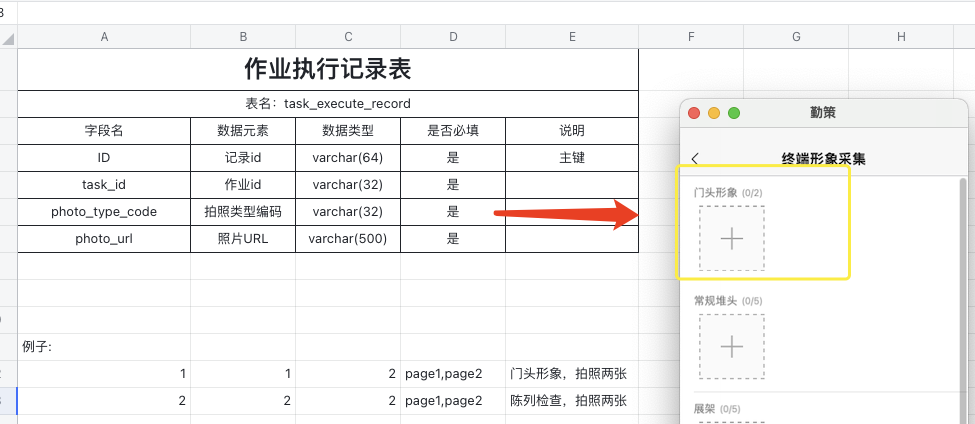 A B C D E F G H
作业执行记录表
表名：task_execute_record
字段名 数据元素 数据类型 是否必填 说明
ID 记录id varchar(64) 是 主键
task_id 作业id varchar(32) 是
photo_type_code 拍照类型编码 varchar(32) 是
photo_url 照片URL varchar(500) 是
例子:
1 1 2 page1,page2 门头形象，拍照两张
2 2 2 page1,page2 陈列检查，拍照两张
勤策
终端形象采集
门头形象 (0/2)
常规堆头 (0/5)
展架 (0/5)